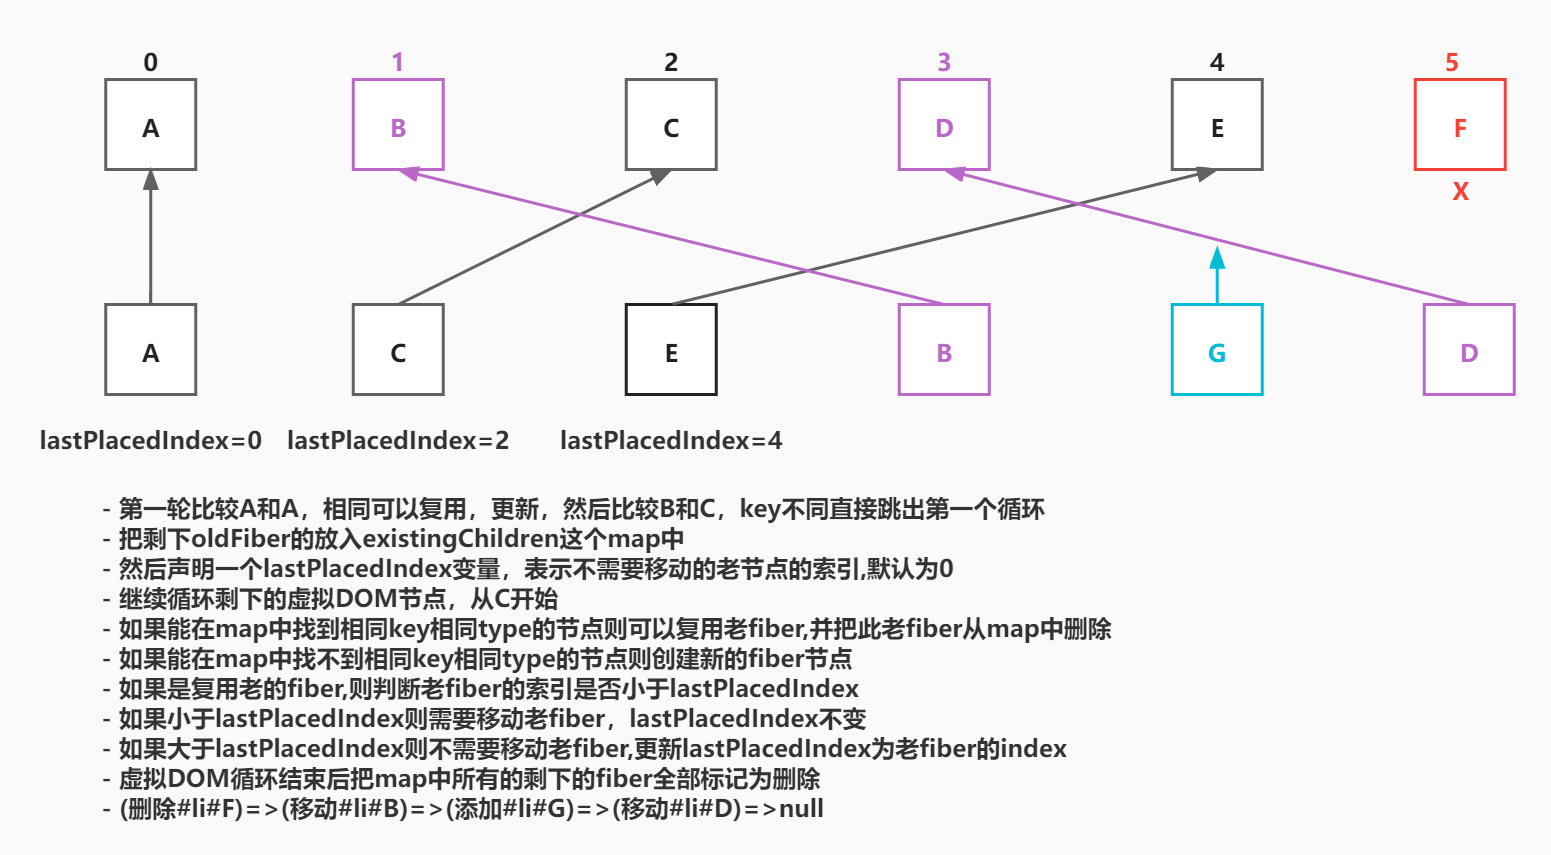 0 1 2 3 4 5
A B C D E F
X
A C E B G D
lastPlacedIndex=0 lastPlacedIndex=2 lastPlacedIndex=4
- 第一轮比较A和A，相同可以复用，更新，然后比较B和C，key不同直接跳出第一个循环
- 把剩下oldFiber的放入existingChildren这个map中
- 然后声明一个lastPlacedIndex变量，表示不需要移动的老节点的索引,默认为0
- 继续循环剩下的虚拟DOM节点，从C开始
- 如果能在map中找到相同key相同type的节点则可以复用老fiber,并把此老fiber从map中删除
- 如果能在map中找不到相同key相同type的节点则创建新的fiber节点
- 如果是复用老的fiber,则判断老fiber的索引是否小于lastPlacedIndex
- 如果小于lastPlacedIndex则需要移动老fiber，lastPlacedIndex不变
- 如果大于lastPlacedIndex则不需要移动老fiber,更新lastPlacedIndex为老fiber的index
- 虚拟DOM循环结束后把map中所有的剩下的fiber全部标记为删除
- (删除#li#F)=>(移动#li#B)=>(添加#li#G)=>(移动#li#D)=>null